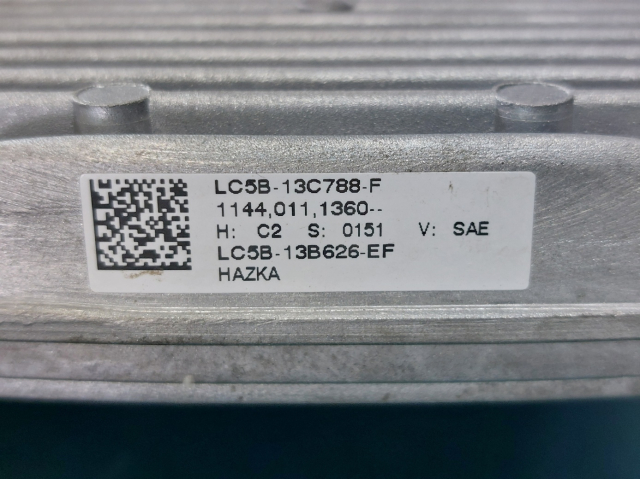 LC5B-13C788-F
1144,011,1360--
H: C2 S: 0151 V: SAE
LC5B-13B626-EF
HAZKA